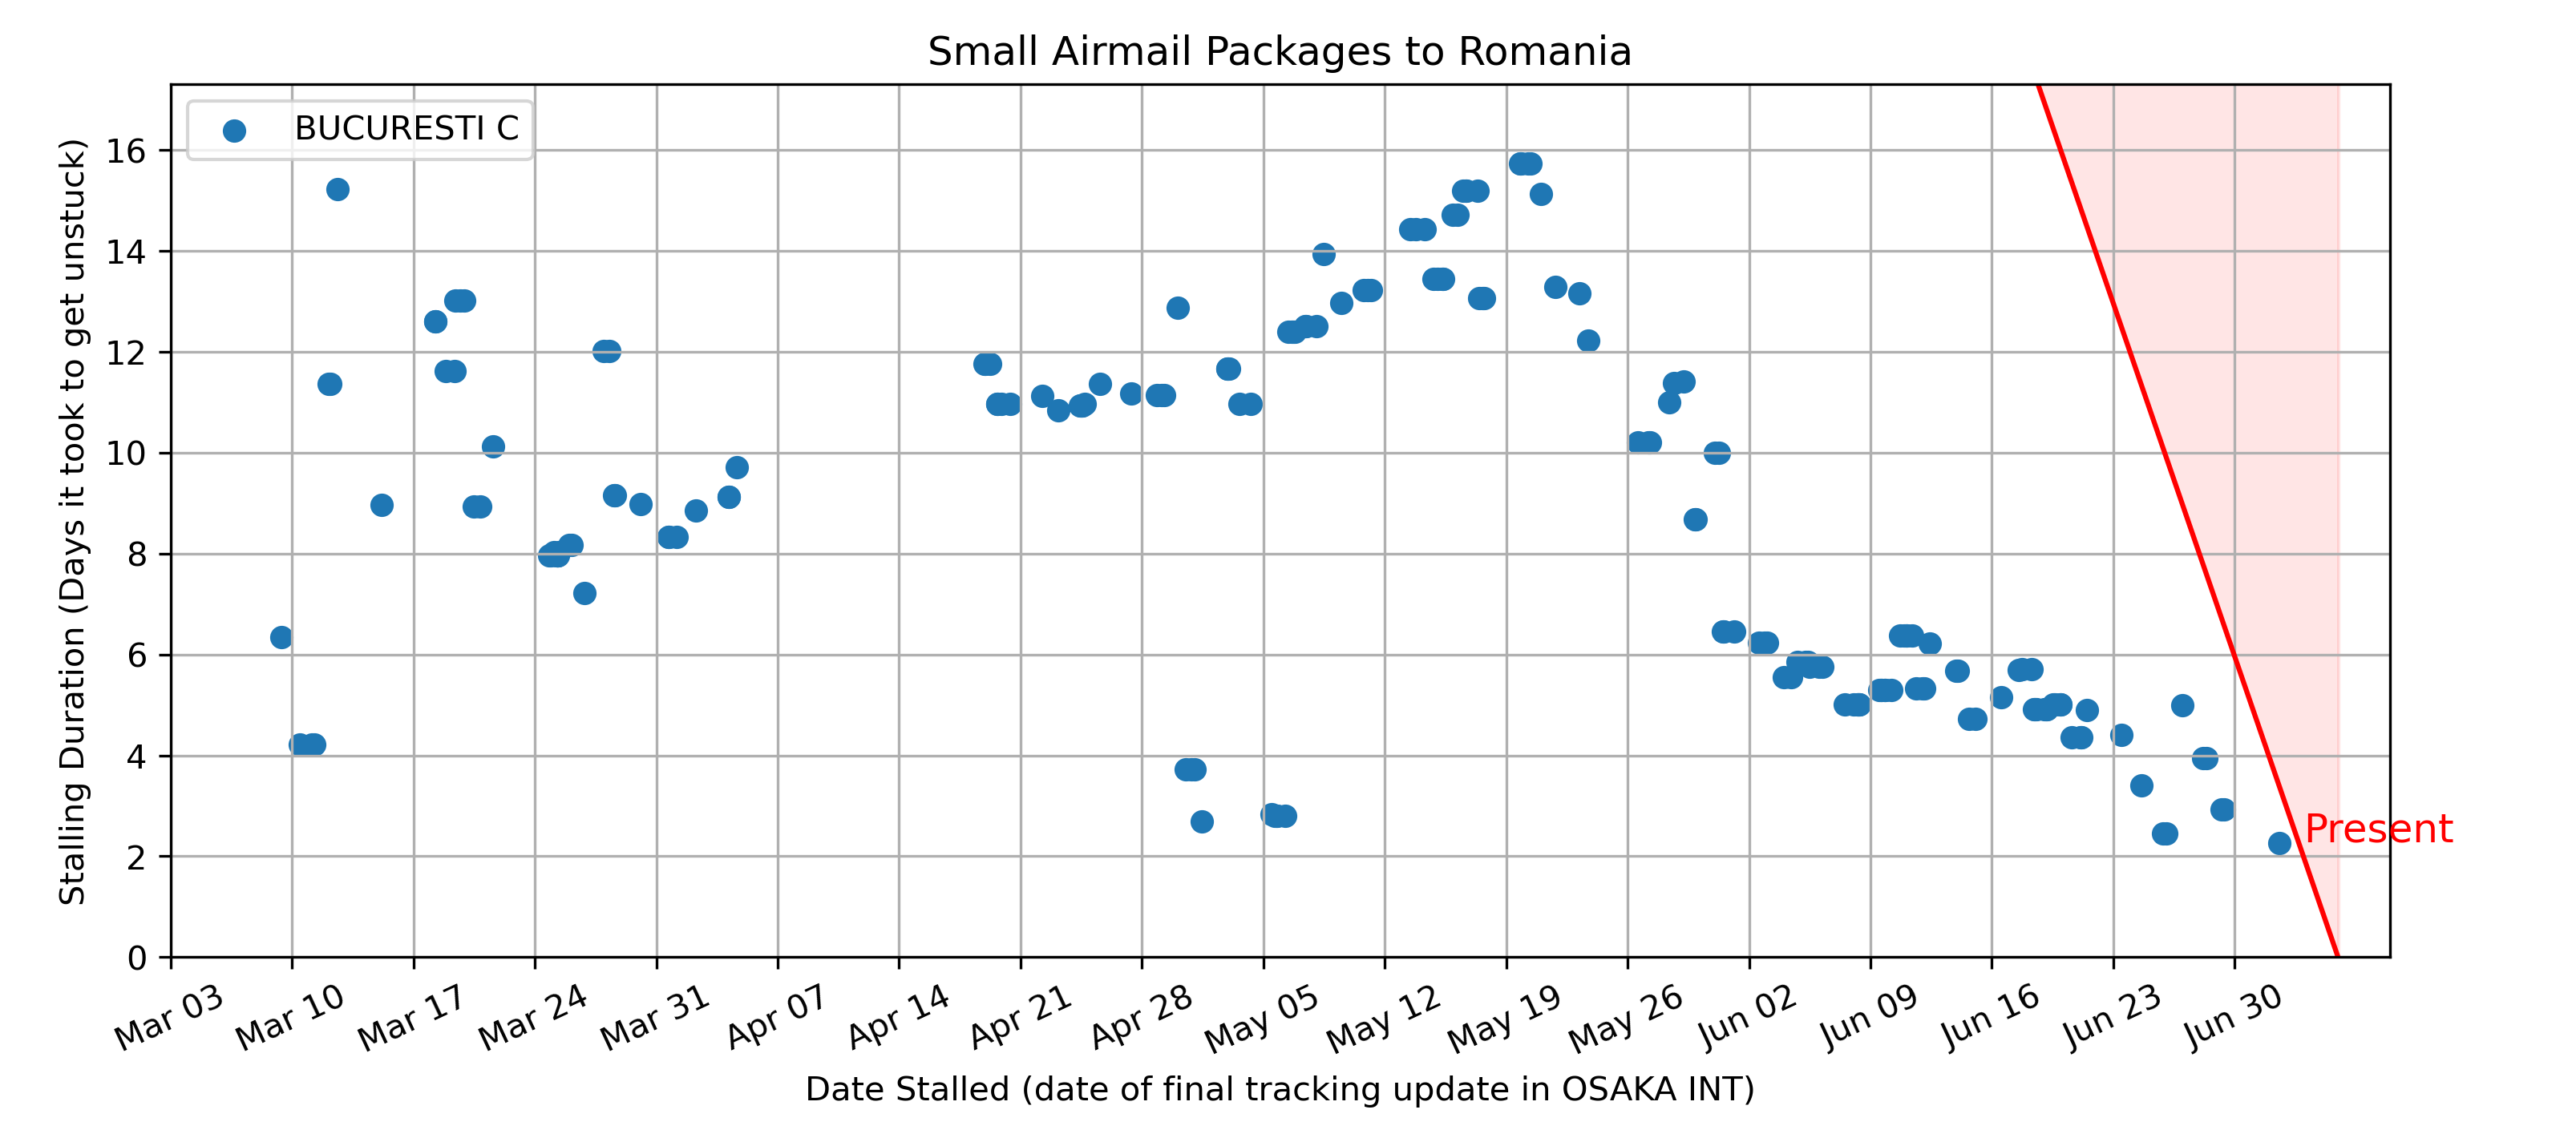 Small Airmail Packages to Romania
BUCURESTI C
Stalling Duration (Days it took to get unstuck)
16
14
12
10
8
6
4
2
0
Present
Mar 03
Mar 10
Mar 17
Mar 24
Mar 31
Apr 07
Apr 14
Apr 21
Apr 28
May 05
May 12
May 19
May 26
Jun 02
Jun 09
Jun 16
Jun 23
Jun 30
Date Stalled (date of final tracking update in OSAKA INT)